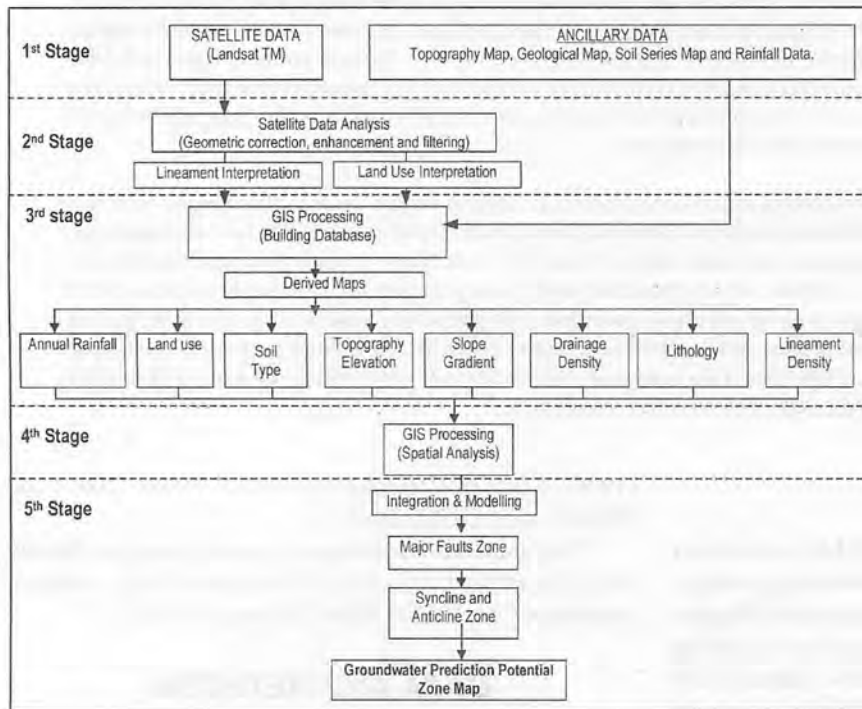 1st Stage
SATELLITE DATA
(Landsat TM)
ANCILLARY DATA
Topography Map, Geological Map, Soil Series Map and Rainfall Data.
2nd Stage
Satellite Data Analysis
(Geometric correction, enhancement and filtering)
Lineament Interpretation
Land Use Interpretation
3rd stage
GIS Processing
(Building Database)
Derived Maps
Annual Rainfall
Land use
Soil
Type
Topography
Elevation
Slope
Gradient
Drainage
Density
Lithology
Lineament
Density
4th Stage
GIS Processing
(Spatial Analysis)
5th Stage
Integration & Modelling
Major Faults Zone
Syncline and
Anticline Zone
Groundwater Prediction Potential
Zone Map